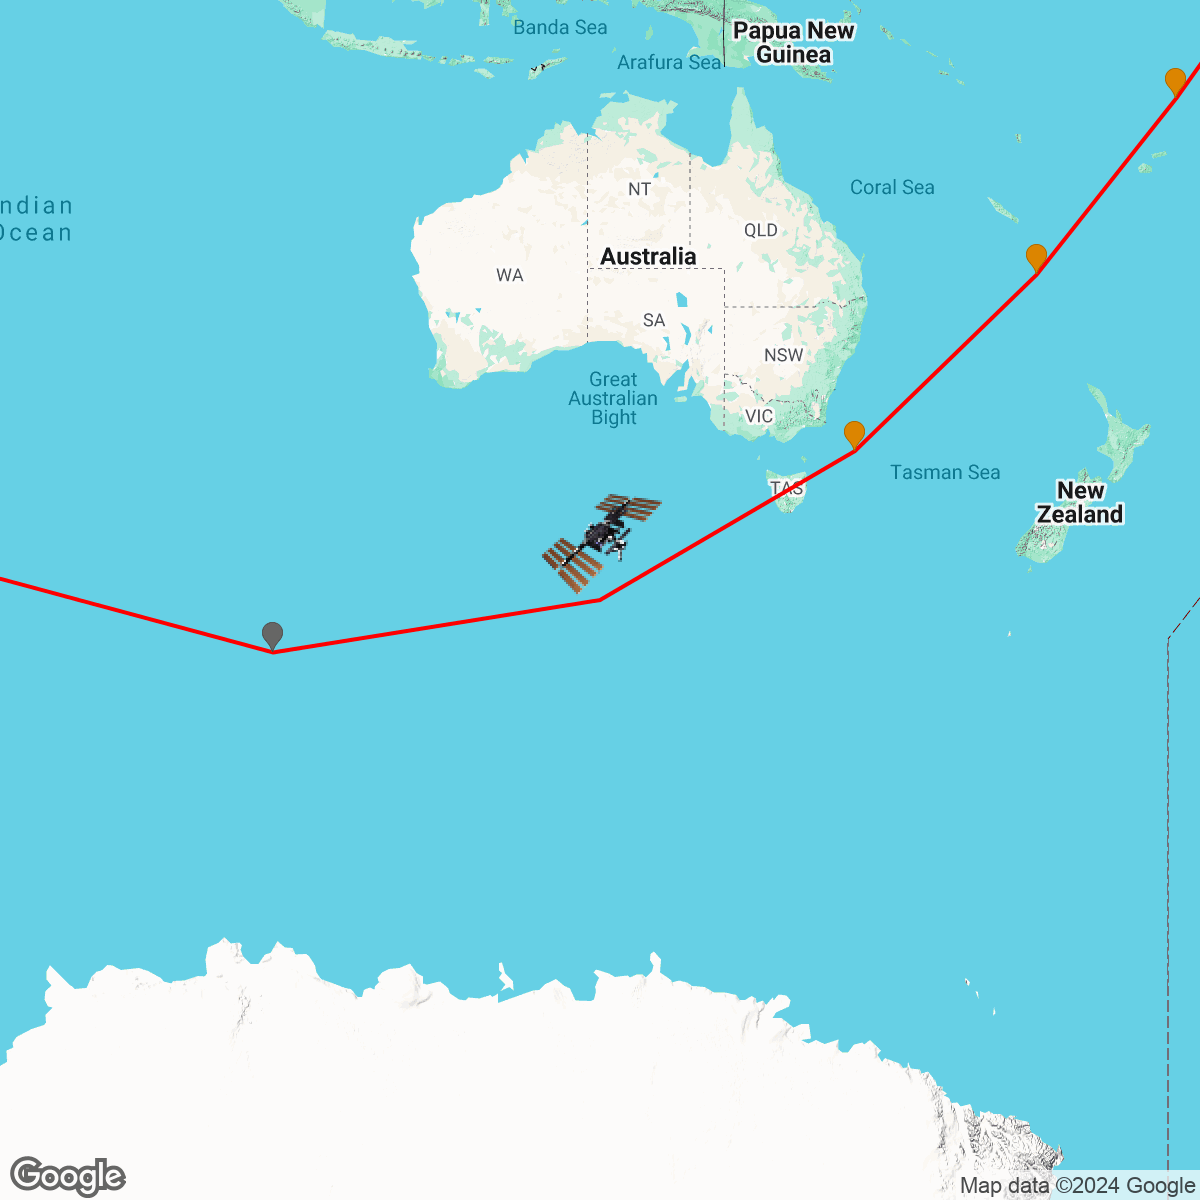 Banda Sea
Papua New
Guinea
Arafura Sea
ndian
Ocean
NT
Coral Sea
QLD
Australia
WA
SA
NSW
Great
Australian
Bight
VIC
Tasman Sea
TAS
New
Zealand
Google
Map data ©2024 Google